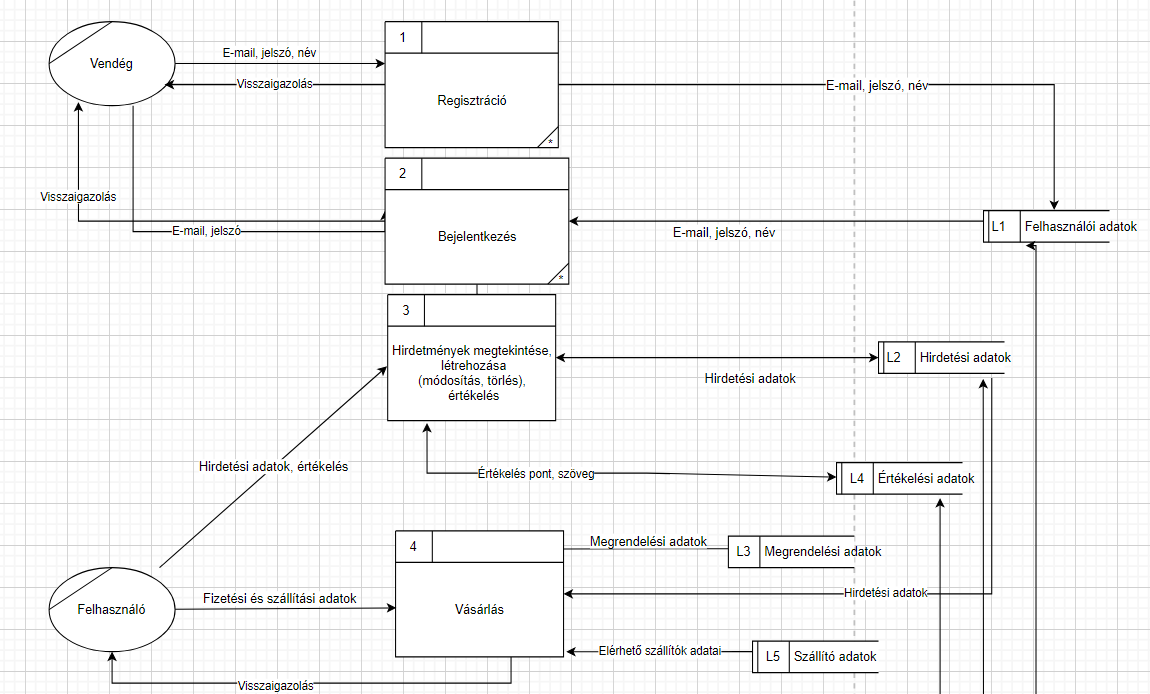 1
E-mail, jelszó, név
Vendég
Visszaigazolás
E-mail, jelszó, név
Regisztráció
*
2
Visszaigazolás
E-mail, jelszó
Bejelentkezés
E-mail, jelszó, név
L1
Felhasználói adatok
*
3
Hirdetmények megtekintése,
létrehozása
(módosítás, törlés),
értékelés
L2
Hirdetési adatok
Hirdetési adatok
Hirdetési adatok, értékelés
Értékelés pont, szöveg
L4
Értékelési adatok
4
Megrendelési adatok
L3
Megrendelési adatok
Hirdetési adatok
Fizetési és szállítási adatok
Felhasználó
Vásárlás
Elérhető szállítók adatai
L5
Szállító adatok
Visszaigazolás